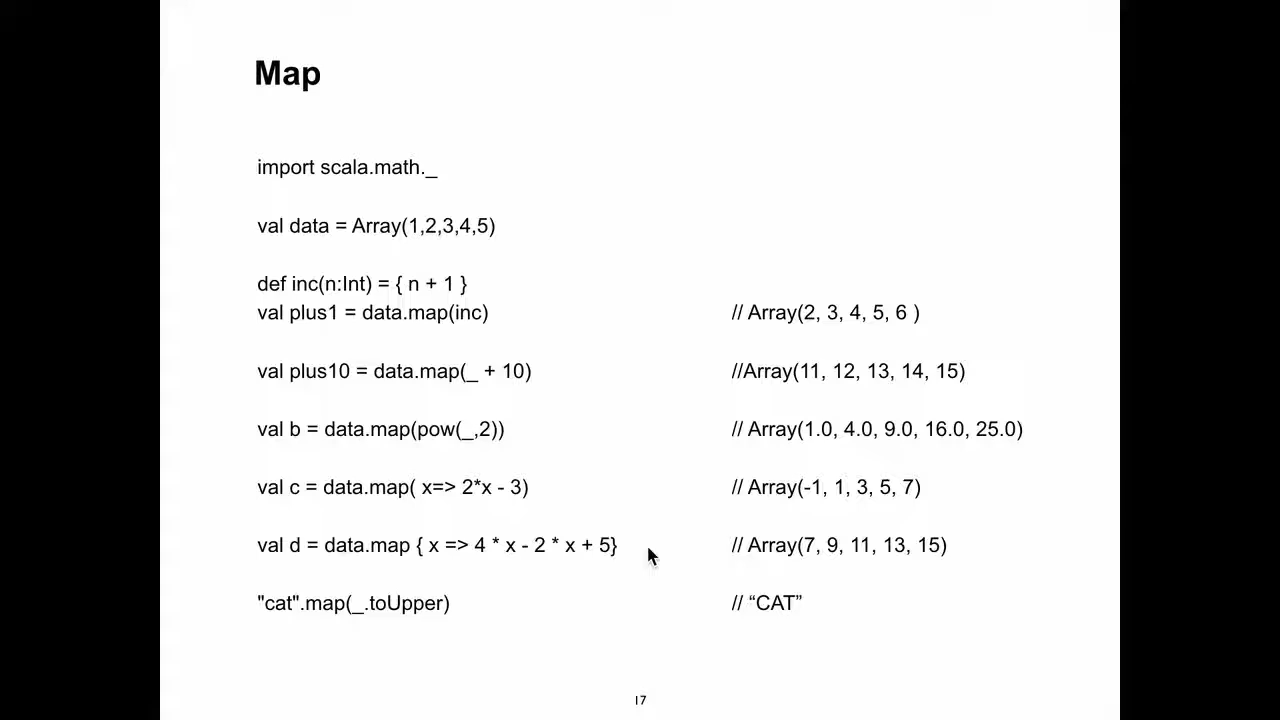 Map
import scala.math._
val data = Array(1,2,3,4,5)
def inc(n:Int) = { n + 1 }
val plus1 = data.map(inc) // Array(2, 3, 4, 5, 6 )
val plus10 = data.map(_ + 10) //Array(11, 12, 13, 14, 15)
val b = data.map(pow(_,2)) // Array(1.0, 4.0, 9.0, 16.0, 25.0)
val c = data.map( x=> 2*x - 3) // Array(-1, 1, 3, 5, 7)
val d = data.map { x => 4 * x - 2 * x + 5} // Array(7, 9, 11, 13, 15)
"cat".map(_.toUpper) // “CAT”
17